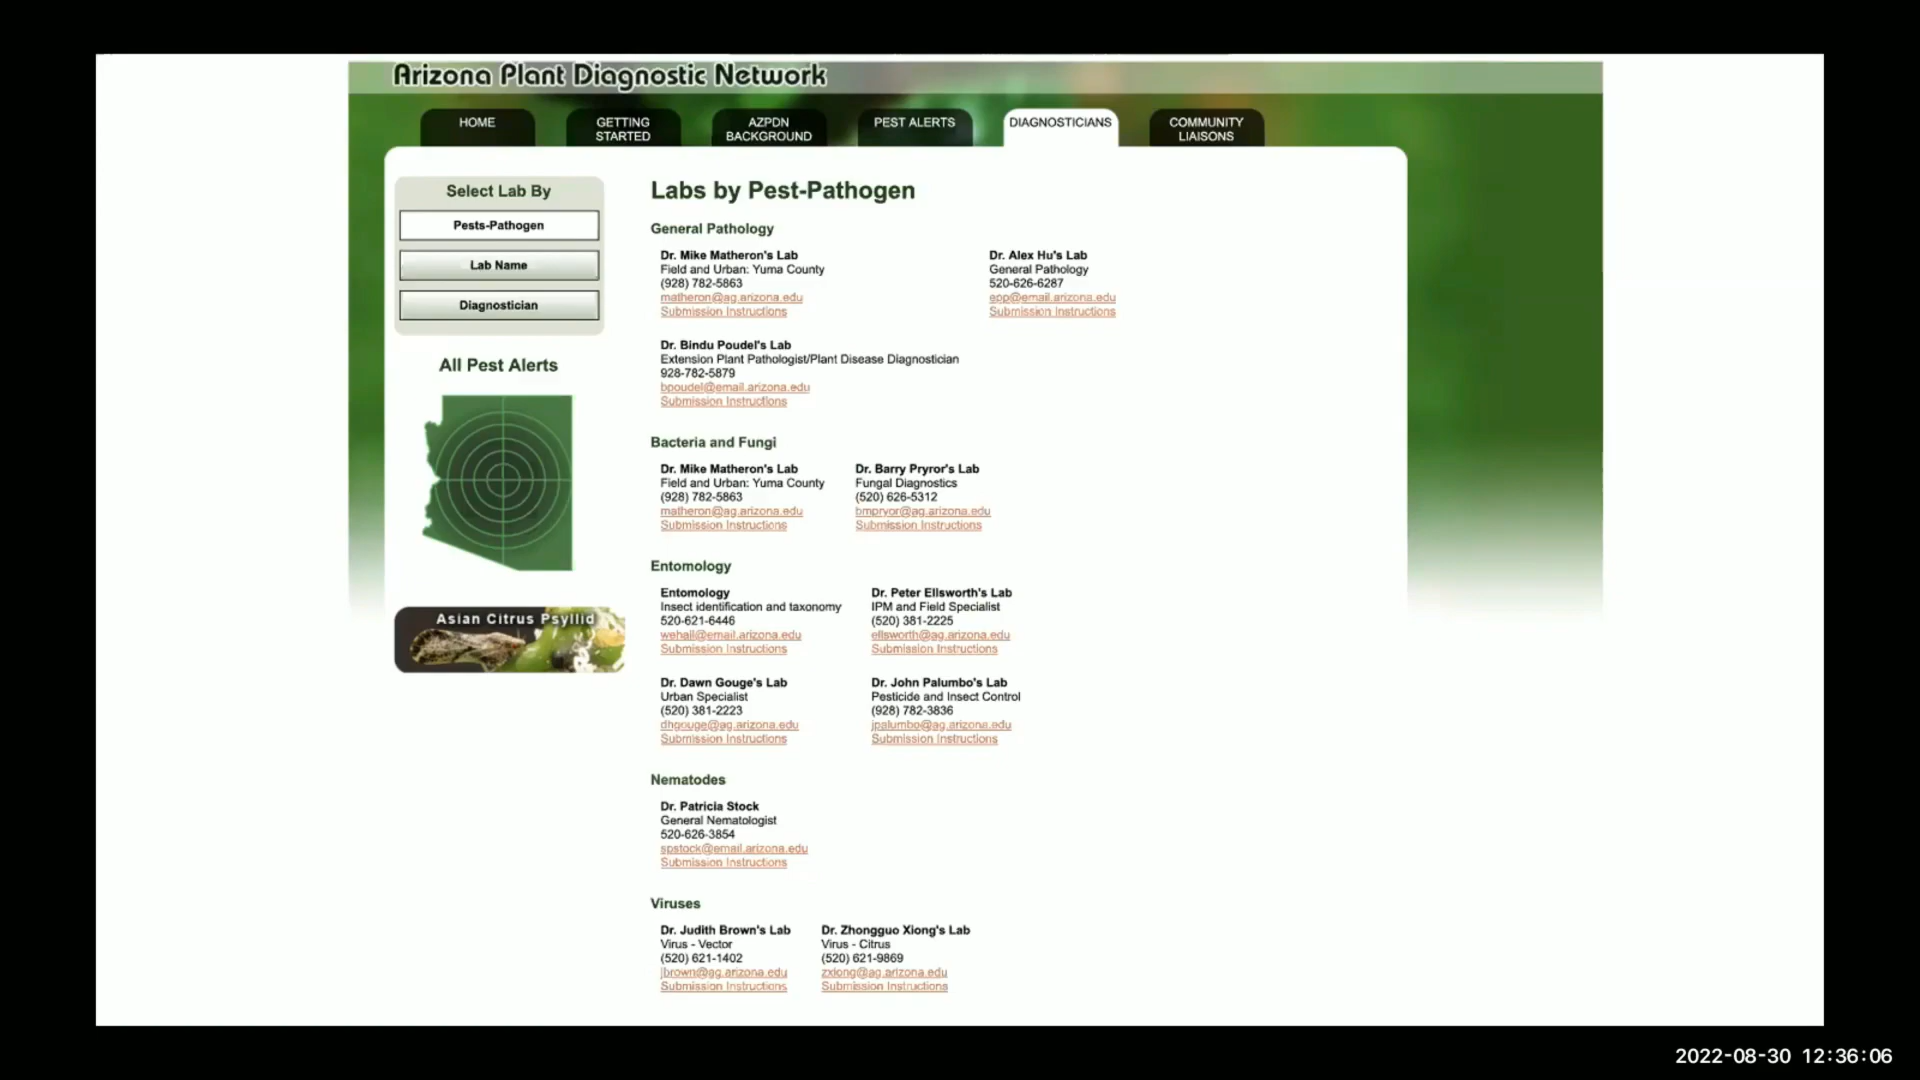 Arizona Plant Diagnostic Network
HOME
GETTING
STARTED
AZPDN
BACKGROUND
PEST ALERTS
DIAGNOSTICIANS
COMMUNITY
LIAISONS
Select Lab By
Pests-Pathogen
Lab Name
Diagnostician
All Pest Alerts
Asian Citrus Psyllid
Labs by Pest-Pathogen
General Pathology
Dr. Mike Matheron's Lab
Field and Urban: Yuma County
(928) 782-5863
matheron@ag.arizona.edu
Submission Instructions
Dr. Alex Hu's Lab
General Pathology
520-626-6287
epp@email.arizona.edu
Submission Instructions
Dr. Bindu Poudel's Lab
Extension Plant Pathologist/Plant Disease Diagnostician
928-782-5879
bpoudel@email.arizona.edu
Submission Instructions
Bacteria and Fungi
Dr. Mike Matheron's Lab
Field and Urban: Yuma County
(928) 782-5863
matheron@ag.arizona.edu
Submission Instructions
Dr. Barry Pryror's Lab
Fungal Diagnostics
(520) 626-5312
bmpryor@ag.arizona.edu
Submission Instructions
Entomology
Entomology
Insect identification and taxonomy
520-621-6446
wehall@email.arizona.edu
Submission Instructions
Dr. Peter Ellsworth's Lab
IPM and Field Specialist
(520) 381-2225
ellsworth@ag.arizona.edu
Submission Instructions
Dr. Dawn Gouge's Lab
Urban Specialist
(520) 381-2223
dhgouge@ag.arizona.edu
Submission Instructions
Dr. John Palumbo's Lab
Pesticide and Insect Control
(928) 782-3836
jpalumbo@ag.arizona.edu
Submission Instructions
Nematodes
Dr. Patricia Stock
General Nematologist
520-626-3854
spstock@email.arizona.edu
Submission Instructions
Viruses
Dr. Judith Brown's Lab
Virus - Vector
(520) 621-1402
jbrown@ag.arizona.edu
Submission Instructions
Dr. Zhongguo Xiong's Lab
Virus - Citrus
(520) 621-9869
zxiong@ag.arizona.edu
Submission Instructions
2022-08-30 12:36:06